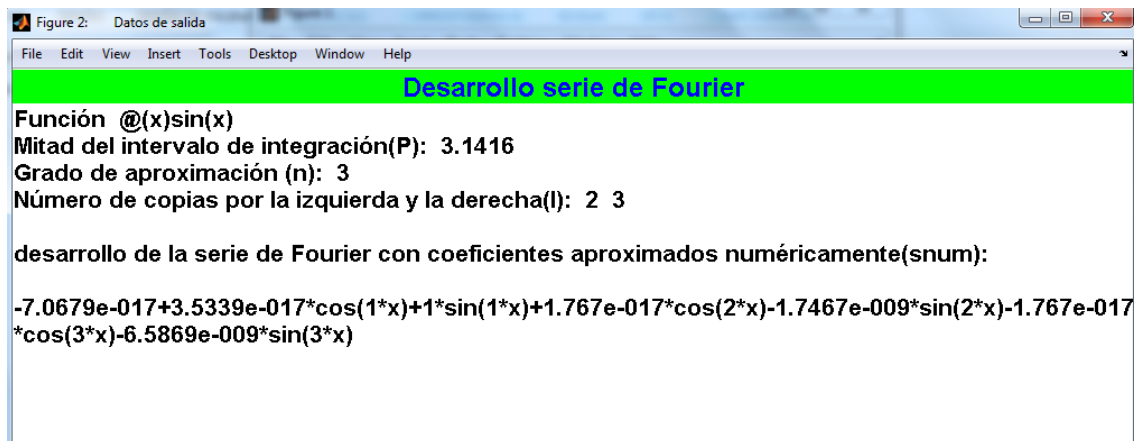 Figure 2: Datos de salida
File Edit View Insert Tools Desktop Window Help
Desarrollo serie de Fourier
Función @(x)sin(x)
Mitad del intervalo de integración(P): 3.1416
Grado de aproximación (n): 3
Número de copias por la izquierda y la derecha(l): 2 3
desarrollo de la serie de Fourier con coeficientes aproximados numéricamente(snum):
-7.0679e-017+3.5339e-017*cos(1*x)+1*sin(1*x)+1.767e-017*cos(2*x)-1.7467e-009*sin(2*x)-1.767e-017
*cos(3*x)-6.5869e-009*sin(3*x)